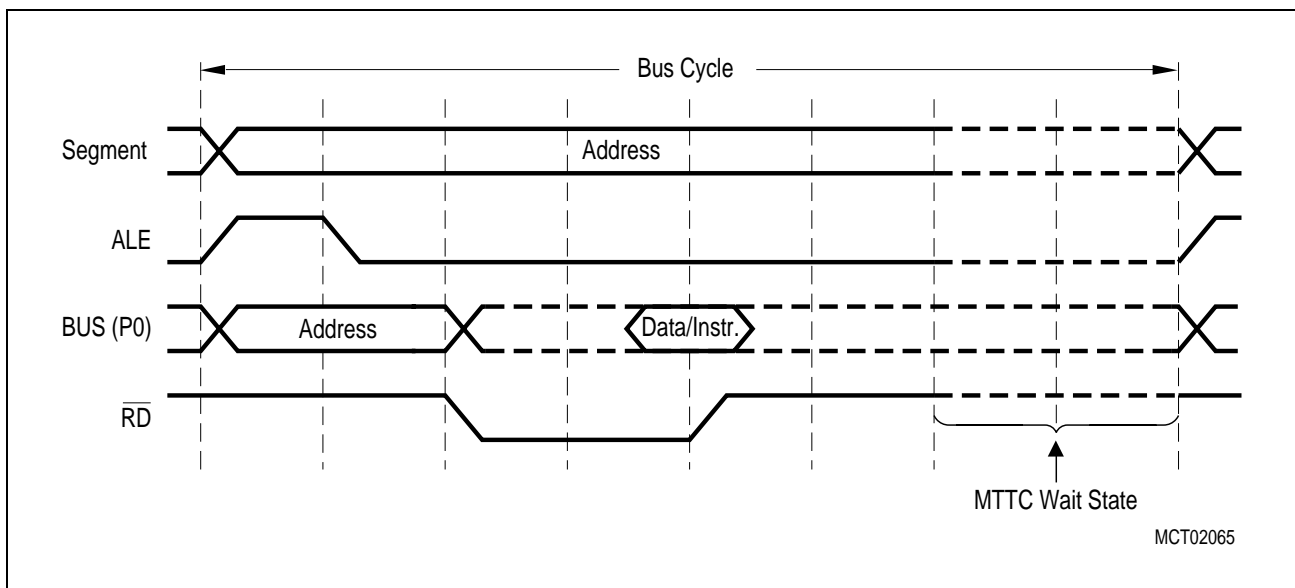 Bus Cycle
Segment
Address
ALE
BUS (P0)
Address
Data/Instr.
RD
MTTC Wait State
MCT02065